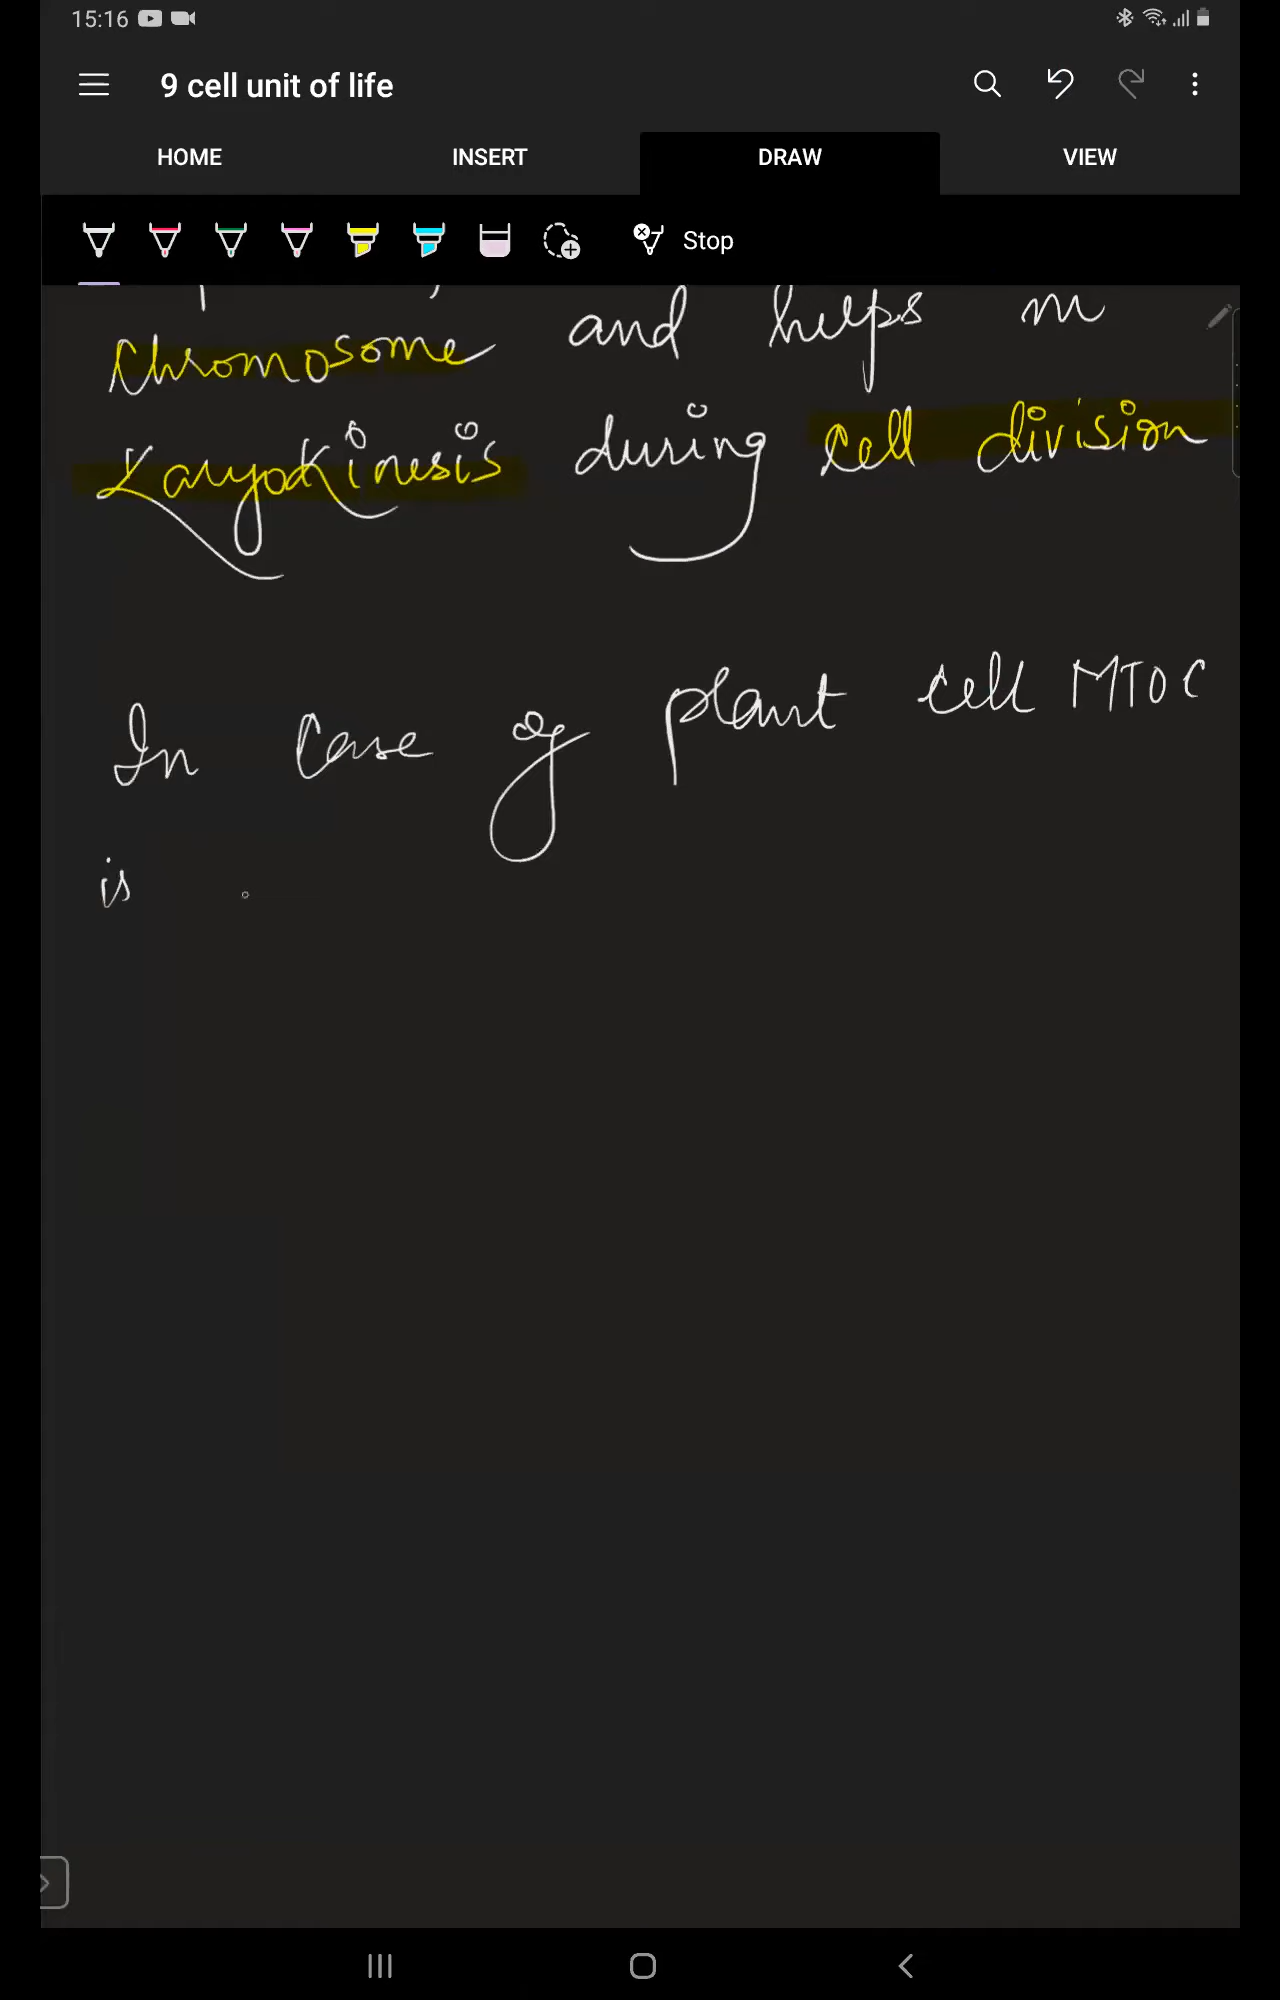 15:16
9 cell unit of life
HOME INSERT DRAW VIEW
Stop
Chromosome and helps in
Karyokinesis during Cell division
In Case of plant cell MTOC
is